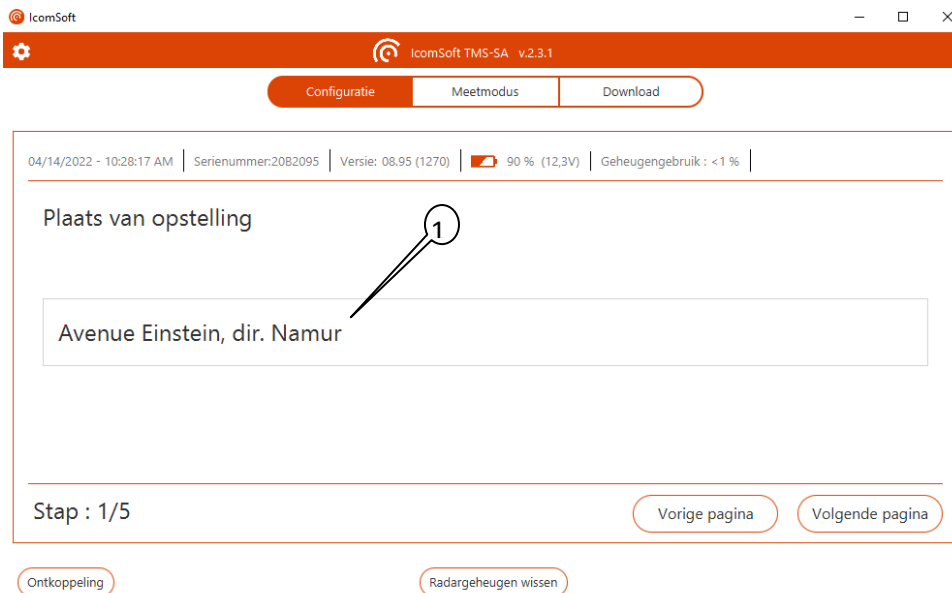 IcomSoft
IcomSoft TMS-SA v.2.3.1
Configuratie Meetmodus Download
04/14/2022 - 10:28:17 AM Serienummer:20B2095 Versie: 08.95 (1270) 90 % (12,3V) Geheugengebruik : <1 %
Plaats van opstelling
1
Avenue Einstein, dir. Namur
Stap : 1/5 Vorige pagina Volgende pagina
Ontkoppeling Radargeheugen wissen